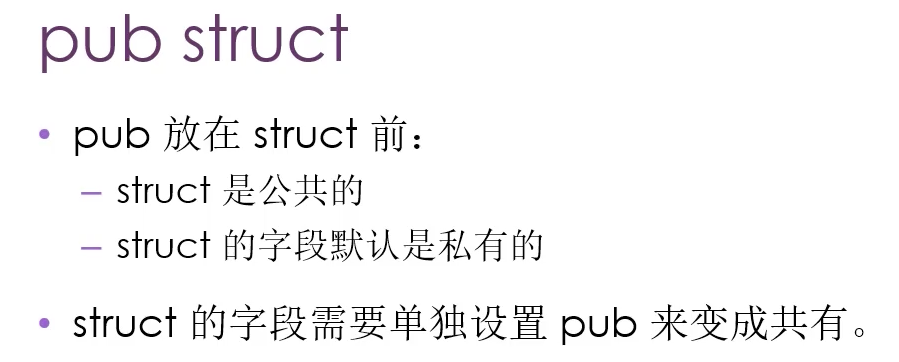 pub struct
• pub 放在 struct 前：
– struct 是公共的
– struct 的字段默认是私有的
• struct 的字段需要单独设置 pub 来变成共有。